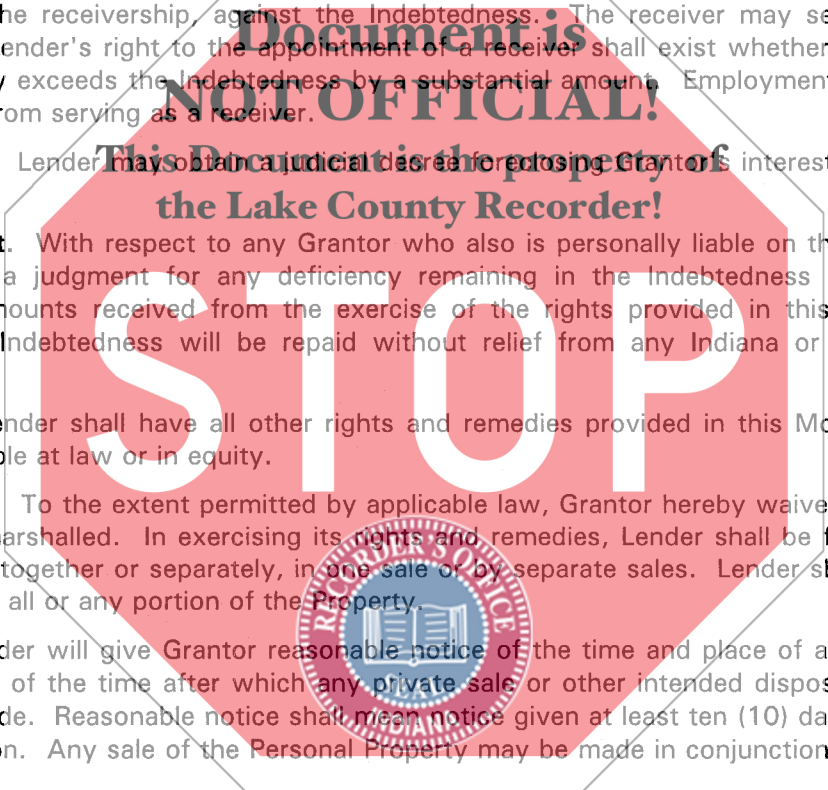 he receivership, against the Indebtedness. The receiver may se
Document is
ender's right to the appointment of a receiver shall exist whether
y exceeds the Indebtedness by a substantial amount. Employment
NOT OFFICIAL!
om serving as a receiver.
Lender may obtain a judicial decree foreclosing Grantor's interest
This Document is the property of
the Lake County Recorder!
t. With respect to any Grantor who also is personally liable on th
a judgment for any deficiency remaining in the Indebtedness
mounts received from the exercise of the rights provided in this
Indebtedness will be repaid without relief from any Indiana or
STOP
ender shall have all other rights and remedies provided in this Mo
ble at law or in equity.
To the extent permitted by applicable law, Grantor hereby waive
arshalled. In exercising its rights and remedies, Lender shall be f
together or separately, in one sale or by separate sales. Lender sh
all or any portion of the Property.
RECORDER'S OFFICE
SEAL
INDIANA
der will give Grantor reasonable notice of the time and place of a
of the time after which any private sale or other intended dispos
de. Reasonable notice shall mean notice given at least ten (10) da
on. Any sale of the Personal Property may be made in conjunction